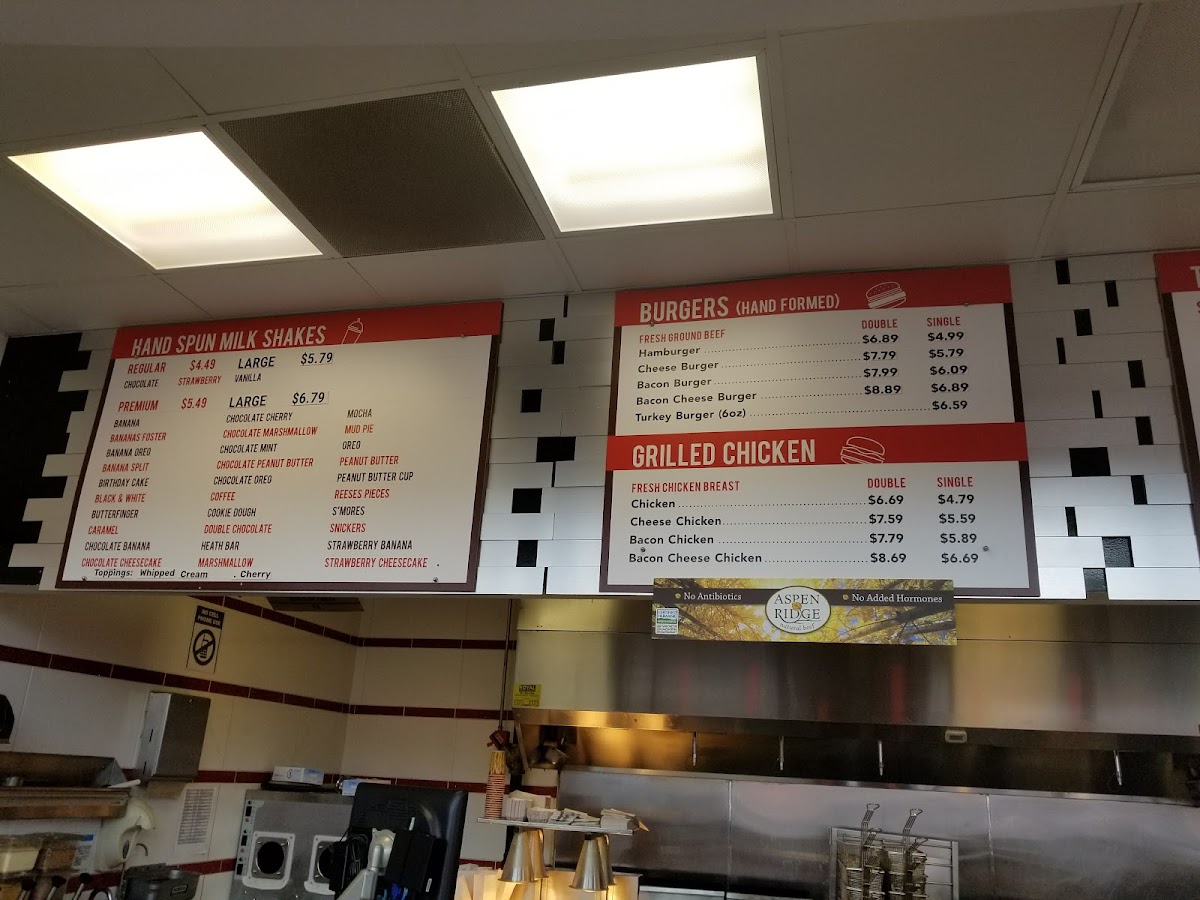 HAND SPUN MILK SHAKES
REGULAR $4.49 LARGE $5.79
CHOCOLATE STRAWBERRY VANILLA
PREMIUM $5.49 LARGE $6.79
BANANA CHOCOLATE CHERRY MOCHA
BANANAS FOSTER CHOCOLATE MARSHMALLOW MUD PIE
BANANA OREO CHOCOLATE MINT OREO
BANANA SPLIT CHOCOLATE PEANUT BUTTER PEANUT BUTTER
BIRTHDAY CAKE CHOCOLATE OREO PEANUT BUTTER CUP
BLACK & WHITE COFFEE REESES PIECES
BUTTERFINGER COOKIE DOUGH S'MORES
CARAMEL DOUBLE CHOCOLATE SNICKERS
CHOCOLATE BANANA HEATH BAR STRAWBERRY BANANA
CHOCOLATE CHEESECAKE MARSHMALLOW STRAWBERRY CHEESECAKE
Toppings: Whipped Cream . Cherry
BURGERS (HAND FORMED)
FRESH GROUND BEEF DOUBLE SINGLE
Hamburger $6.89 $4.99
Cheese Burger $7.79 $5.79
Bacon Burger $7.99 $6.09
Bacon Cheese Burger $8.89 $6.89
Turkey Burger (6oz) $6.59
GRILLED CHICKEN
FRESH CHICKEN BREAST DOUBLE SINGLE
Chicken $6.69 $4.79
Cheese Chicken $7.59 $5.59
Bacon Chicken $7.79 $5.89
Bacon Cheese Chicken $8.69 $6.69
No Antibiotics
ASPEN
RIDGE
natural beef
No Added Hormones
NO CELL
PHONE USE